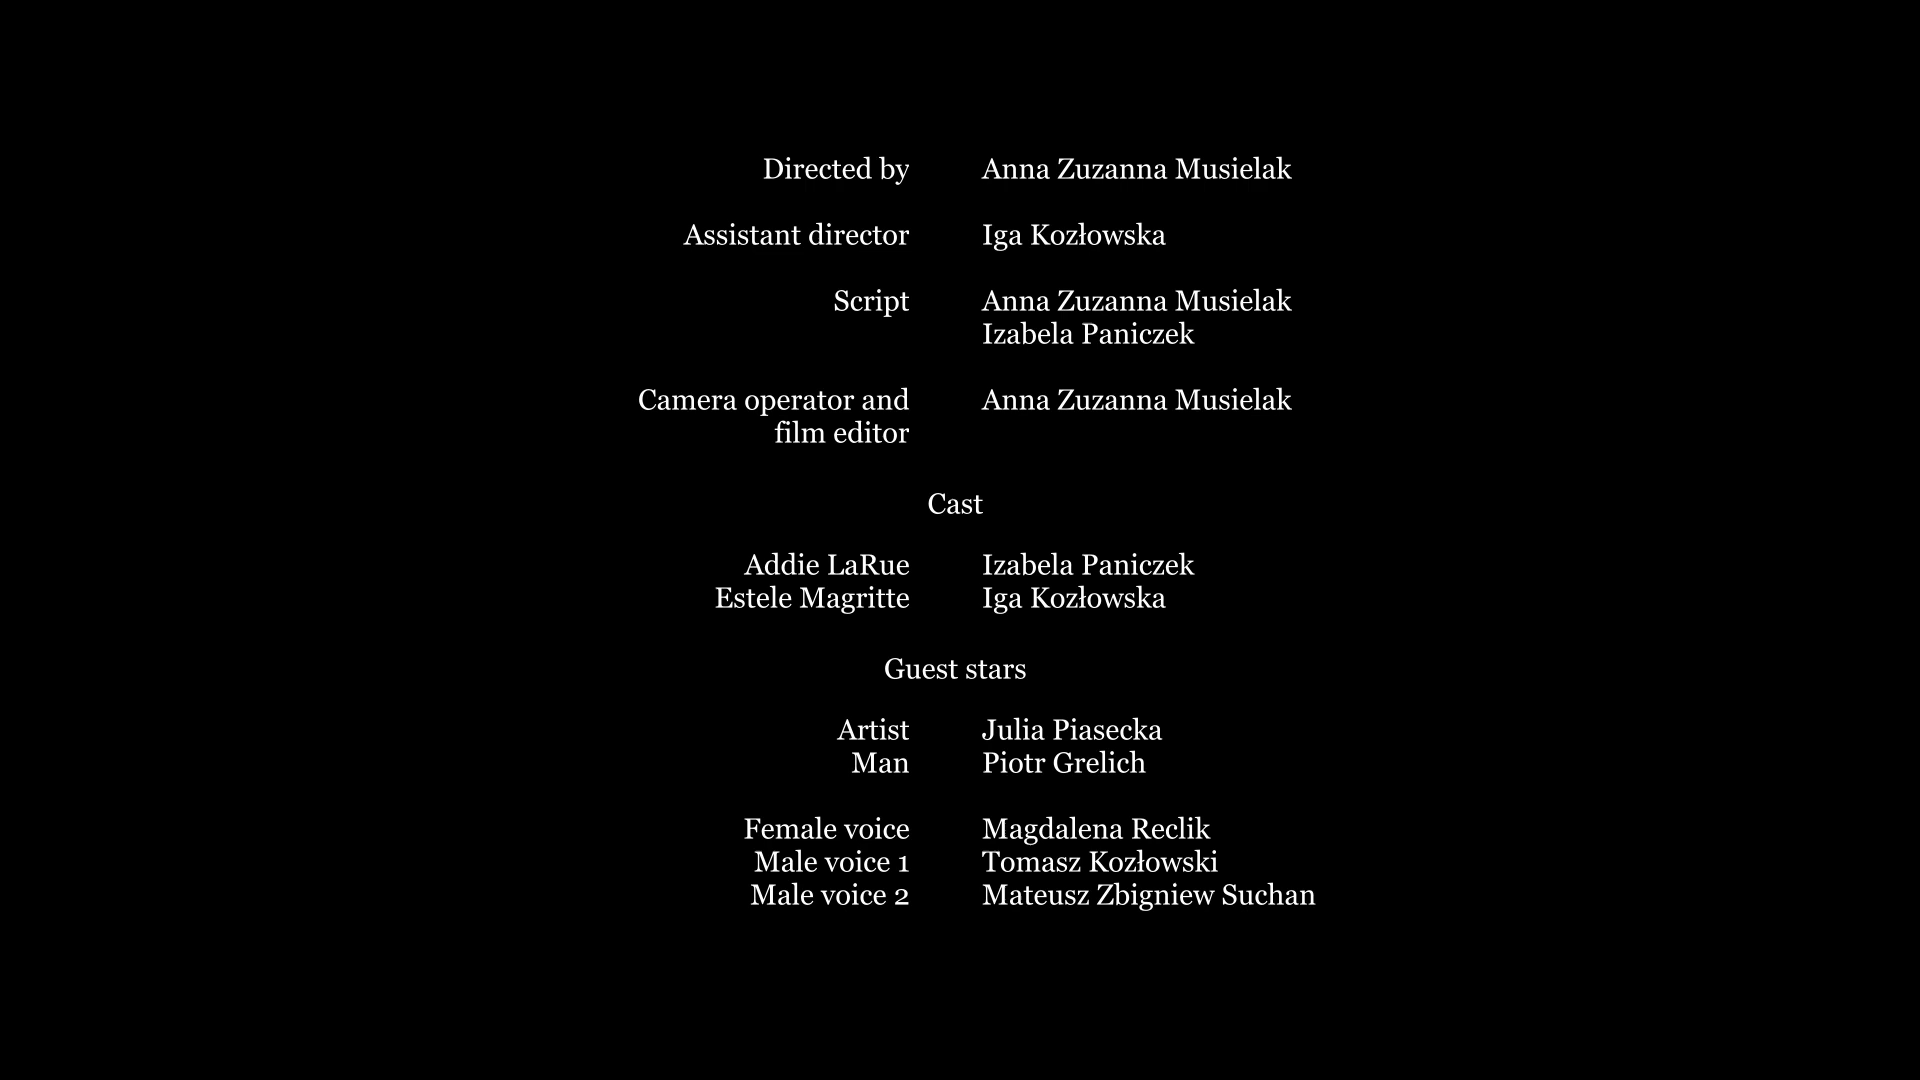 Directed by Anna Zuzanna Musielak
Assistant director Iga Kozłowska
Script Anna Zuzanna Musielak
Izabela Paniczek
Camera operator and Anna Zuzanna Musielak
film editor
Cast
Addie LaRue Izabela Paniczek
Estele Magritte Iga Kozłowska
Guest stars
Artist Julia Piasecka
Man Piotr Grelich
Female voice Magdalena Reclik
Male voice 1 Tomasz Kozłowski
Male voice 2 Mateusz Zbigniew Suchan